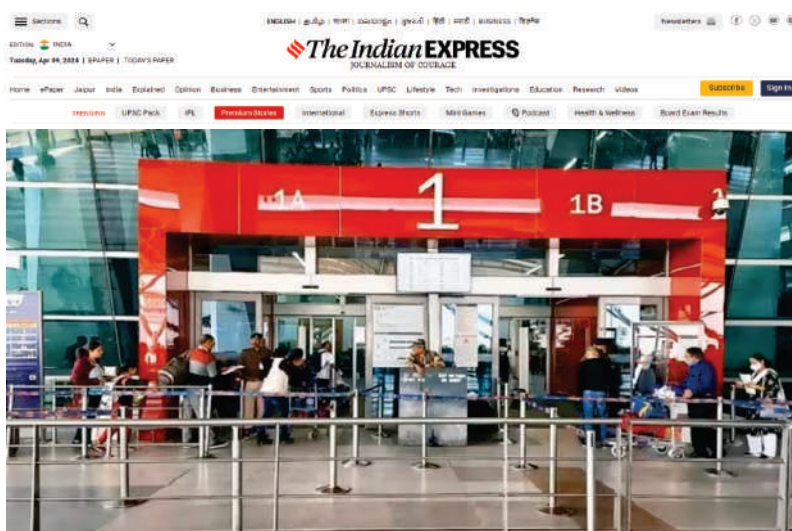 Sections
ENGLISH | தமிழ் | বাংলা | മലയാളം | ગુજરાતી | हिंदी | मराठी | BUSINESS |
Newsletters
EDITION INDIA
Tuesday, Apr 09, 2024 | EPAPER | TODAY'S PAPER
The Indian EXPRESS
JOURNALISM OF COURAGE
Home ePaper Jaipur India Explained Opinion Business Entertainment Sports Politics UPSC Lifestyle Tech Investigations Education Research Videos
Subscribe
Sign In
TRENDING UPSC Pack IPL Premium Stories International Express Shorts Mini Games Podcast Health & Wellness Board Exam Results
1A
1
1B